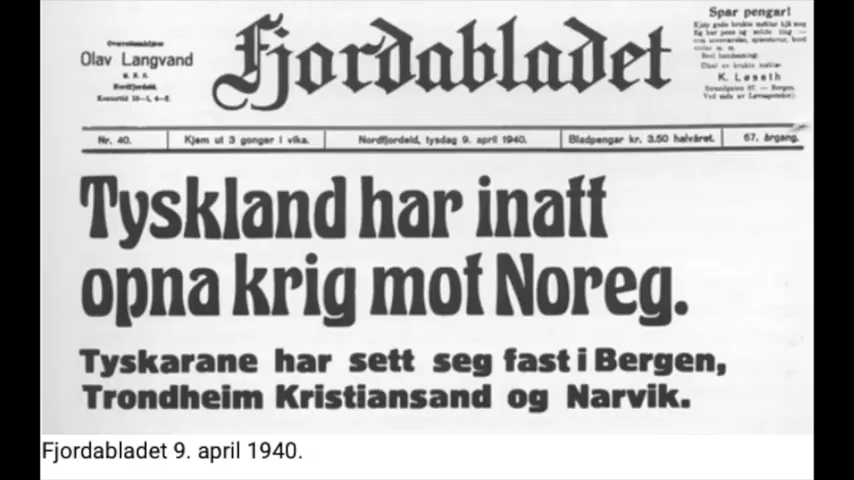 Olav Langvand
Fjordabladet
Spar pengar!
K. Løseth
Nr. 40.
Kjem ut 3 gonger i vika.
Nordfjordeid, tysdag 9. april 1940.
Bladpengar kr. 3.50 halvåret.
67. årgang.
Tyskland har inatt
opna krig mot Noreg.
Tyskarane har sett seg fast i Bergen,
Trondheim Kristiansand og Narvik.
Fjordabladet 9. april 1940.